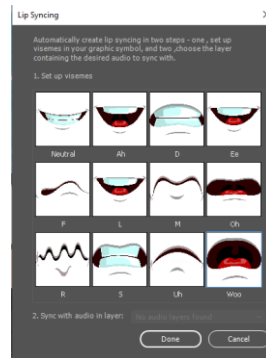 Lip Syncing
Automatically create lip syncing in two steps - one , set up
visemes in your graphic symbol, and two ,choose the layer
containing the desired audio to sync with.
1. Set up visemes
Neutral Ah D Ee
F L M Oh
R S Uh Woo
2. Sync with audio in layer: No audio layers found
Done Cancel